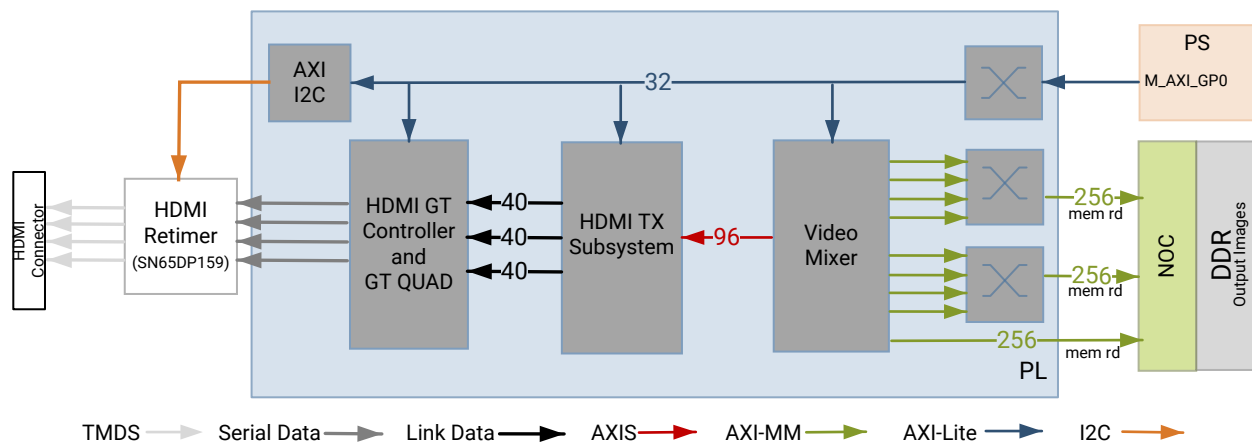 AXI
I2C
32
PS
M_AXI_GP0
HDMI
Connector
HDMI
Retimer
(SN65DP159)
HDMI GT
Controller
and
GT QUAD
40
40
40
HDMI TX
Subsystem
96
Video
Mixer
256
mem rd
256
mem rd
256
mem rd
PL
NOC
DDR
Output Images
TMDS
Serial Data
Link Data
AXIS
AXI-MM
AXI-Lite
I2C